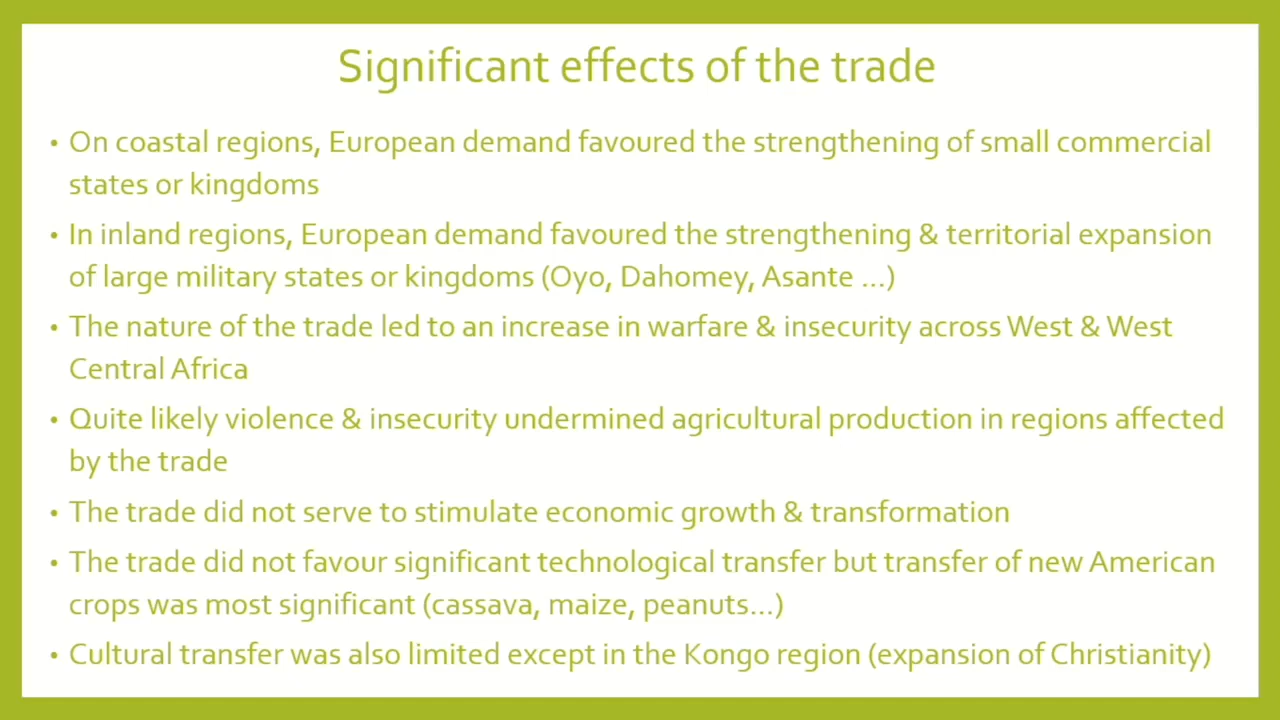 Significant effects of the trade
• On coastal regions, European demand favoured the strengthening of small commercial
states or kingdoms
• In inland regions, European demand favoured the strengthening & territorial expansion
of large military states or kingdoms (Oyo, Dahomey, Asante ...)
• The nature of the trade led to an increase in warfare & insecurity across West & West
Central Africa
• Quite likely violence & insecurity undermined agricultural production in regions affected
by the trade
• The trade did not serve to stimulate economic growth & transformation
• The trade did not favour significant technological transfer but transfer of new American
crops was most significant (cassava, maize, peanuts...)
• Cultural transfer was also limited except in the Kongo region (expansion of Christianity)